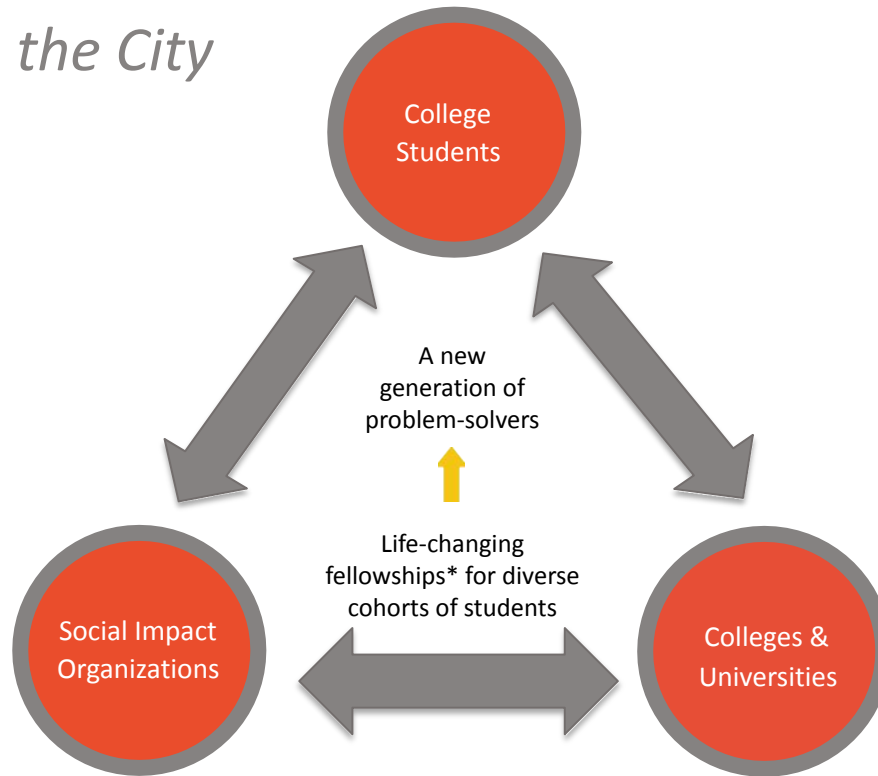 the City
College
Students
A new
generation of
problem-solvers
Life-changing
fellowships* for diverse
cohorts of students
Social Impact
Organizations
Colleges &
Universities